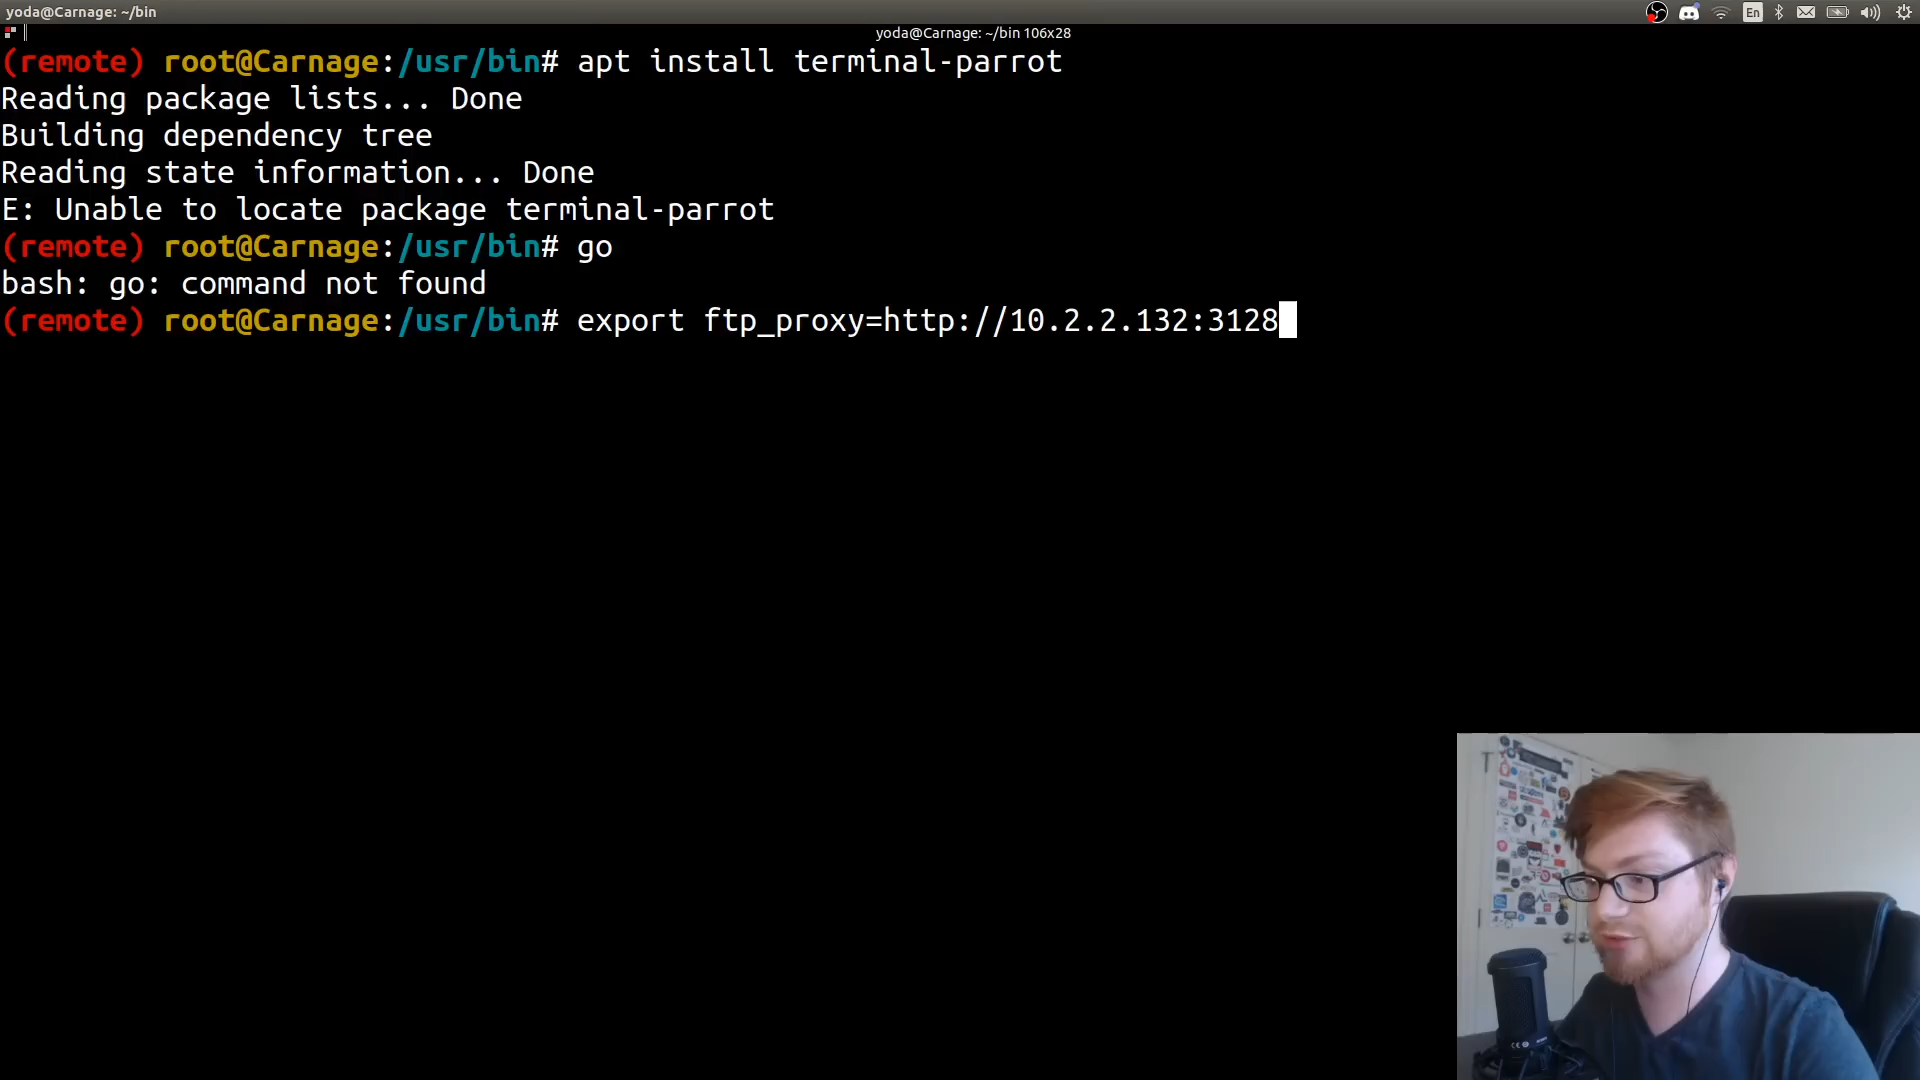 yoda@Carnage: ~/bin
En
yoda@Carnage: ~/bin 106x28
(remote) root@Carnage:/usr/bin# apt install terminal-parrot
Reading package lists... Done
Building dependency tree
Reading state information... Done
E: Unable to locate package terminal-parrot
(remote) root@Carnage:/usr/bin# go
bash: go: command not found
(remote) root@Carnage:/usr/bin# export ftp_proxy=http://10.2.2.132:3128